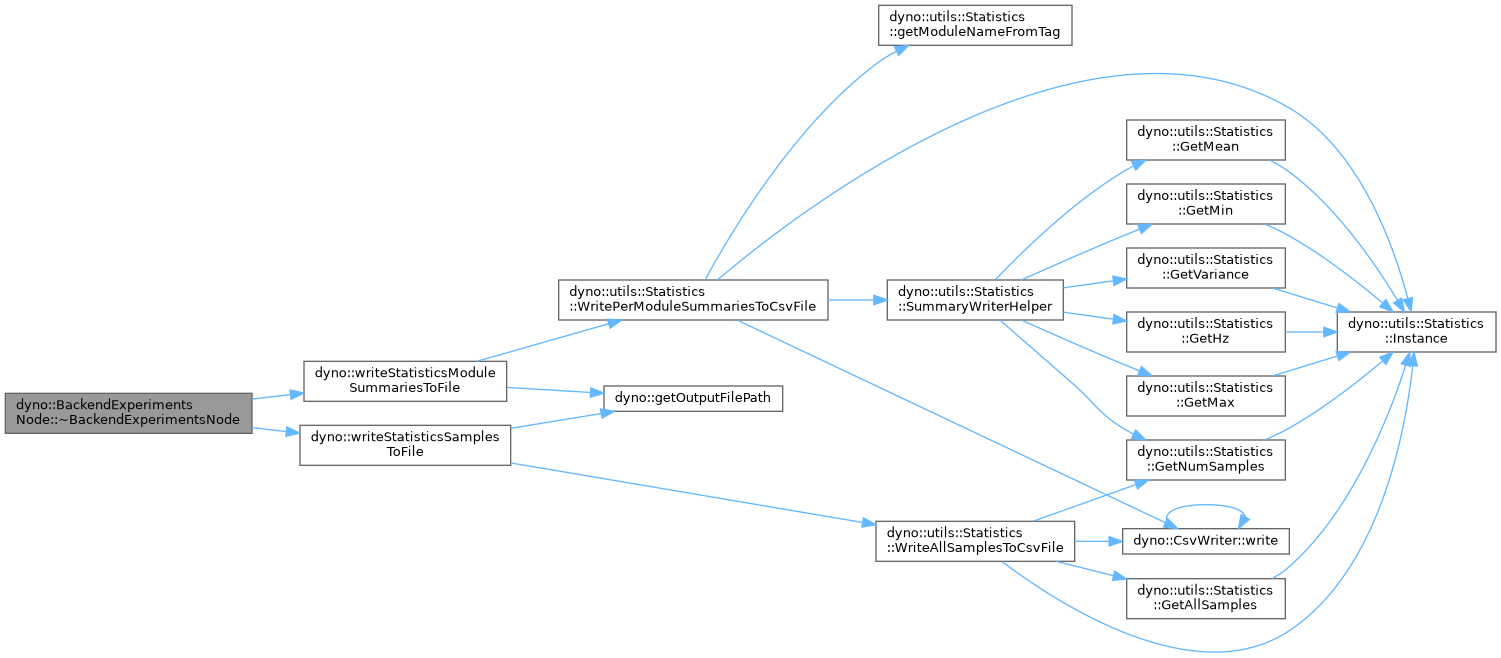 dyno::BackendExperiments
Node::~BackendExperimentsNode
dyno::writeStatisticsModule
SummariesToFile
dyno::writeStatisticsSamples
ToFile
dyno::utils::Statistics
::WritePerModuleSummariesToCsvFile
dyno::getOutputFilePath
dyno::utils::Statistics
::getModuleNameFromTag
dyno::utils::Statistics
::SummaryWriterHelper
dyno::utils::Statistics
::WriteAllSamplesToCsvFile
dyno::utils::Statistics
::GetMean
dyno::utils::Statistics
::GetMin
dyno::utils::Statistics
::GetVariance
dyno::utils::Statistics
::GetHz
dyno::utils::Statistics
::GetMax
dyno::utils::Statistics
::GetNumSamples
dyno::CsvWriter::write
dyno::utils::Statistics
::GetAllSamples
dyno::utils::Statistics
::Instance